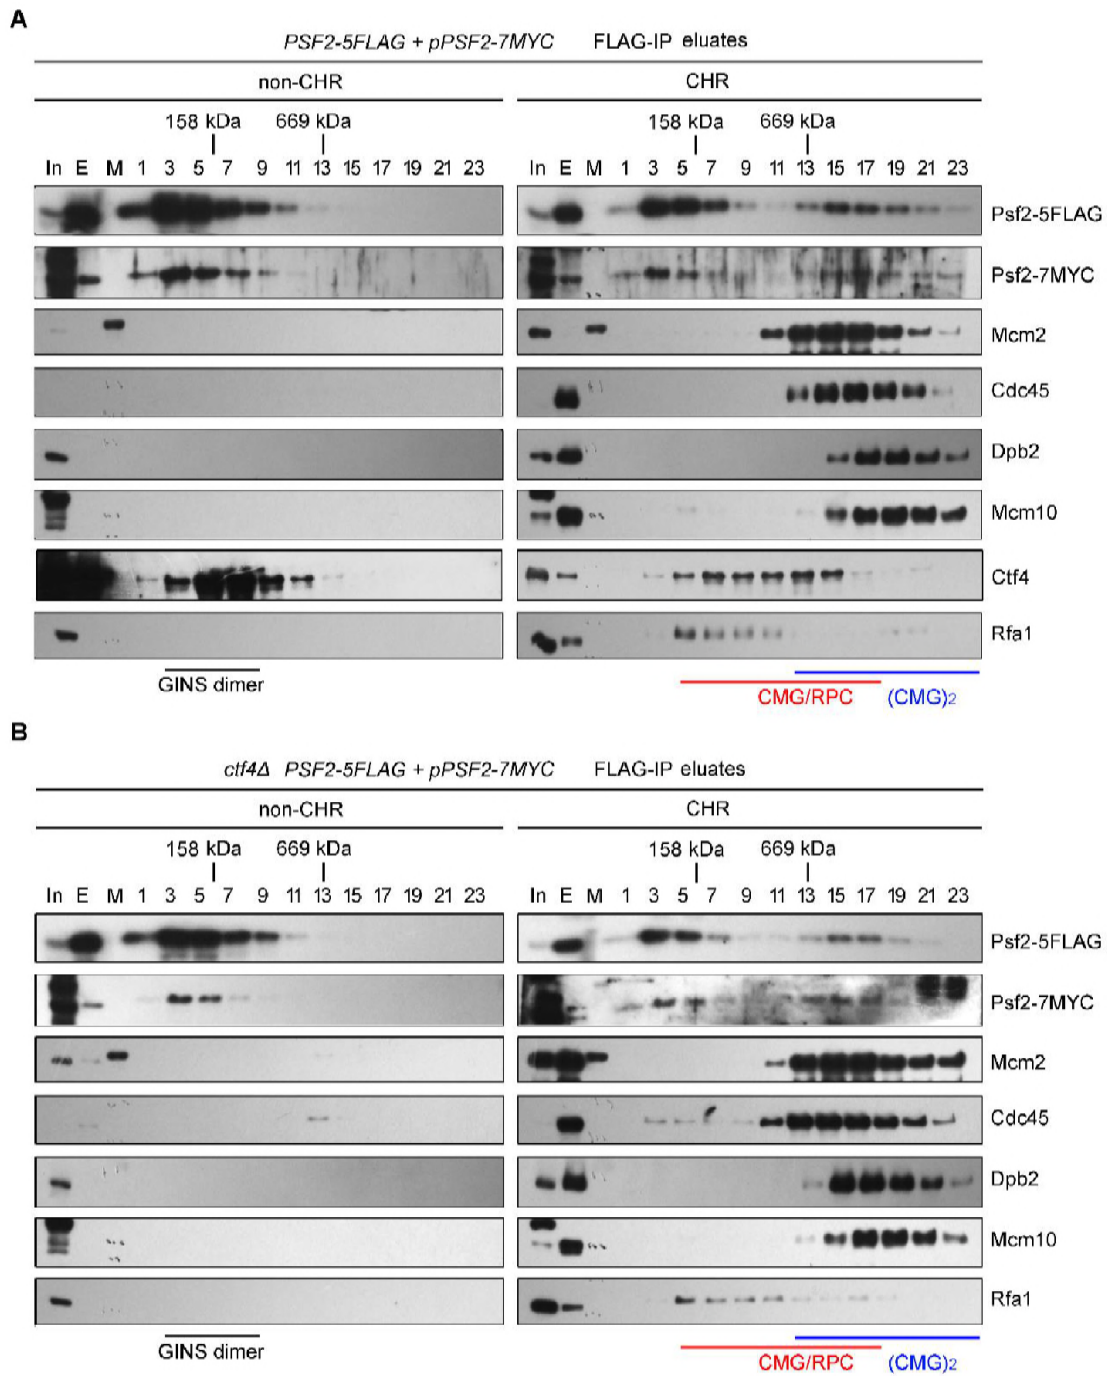 A
PSF2-5FLAG + pPSF2-7MYC FLAG-IP eluates
non-CHR CHR
158 kDa 669 kDa 158 kDa 669 kDa
In E M 1 3 5 7 9 11 13 15 17 19 21 23 In E M 1 3 5 7 9 11 13 15 17 19 21 23
Psf2-5FLAG
Psf2-7MYC
Mcm2
Cdc45
Dpb2
Mcm10
Ctf4
Rfa1
GINS dimer CMG/RPC (CMG)2
B
ctf4Δ PSF2-5FLAG + pPSF2-7MYC FLAG-IP eluates
non-CHR CHR
158 kDa 669 kDa 158 kDa 669 kDa
In E M 1 3 5 7 9 11 13 15 17 19 21 23 In E M 1 3 5 7 9 11 13 15 17 19 21 23
Psf2-5FLAG
Psf2-7MYC
Mcm2
Cdc45
Dpb2
Mcm10
Rfa1
GINS dimer CMG/RPC (CMG)2